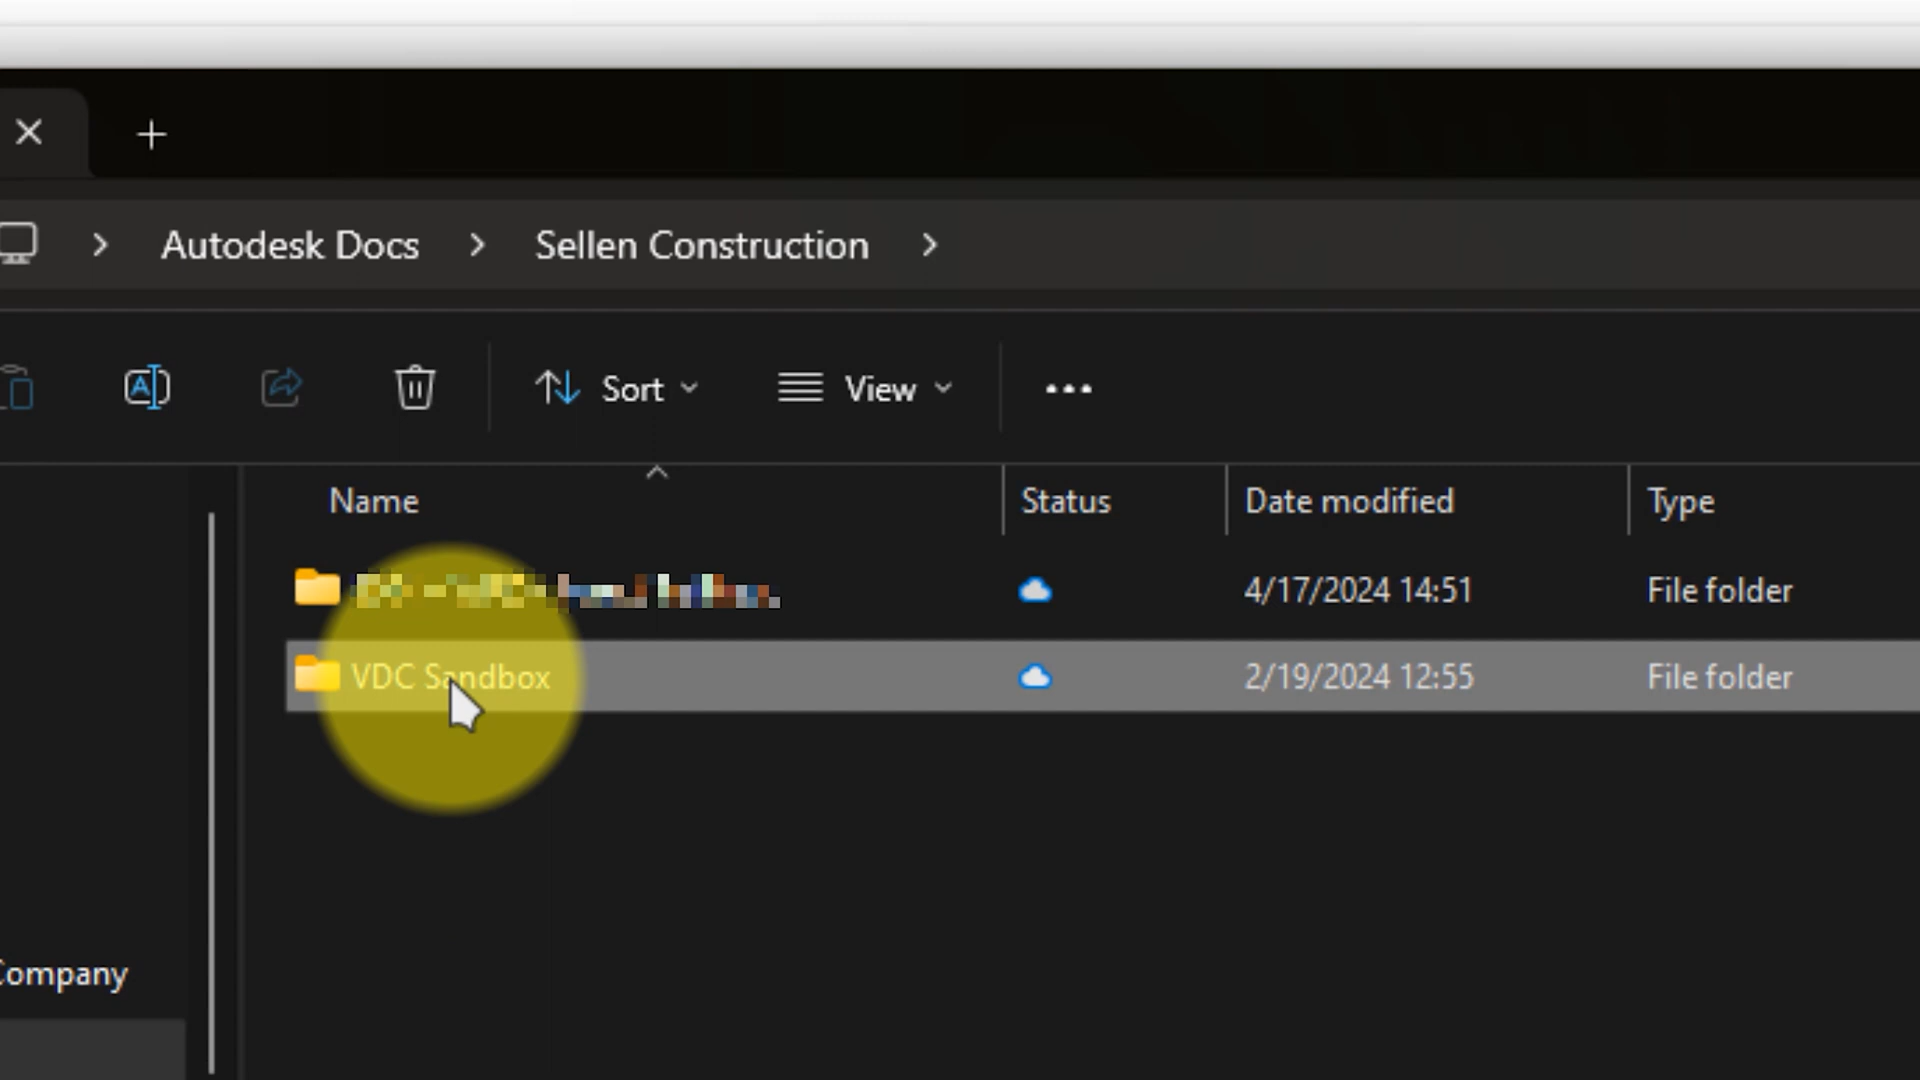 Autodesk Docs > Sellen Construction >
Sort View ...
Name Status Date modified Type
4/17/2024 14:51 File folder
VDC Sandbox 2/19/2024 12:55 File folder
Company